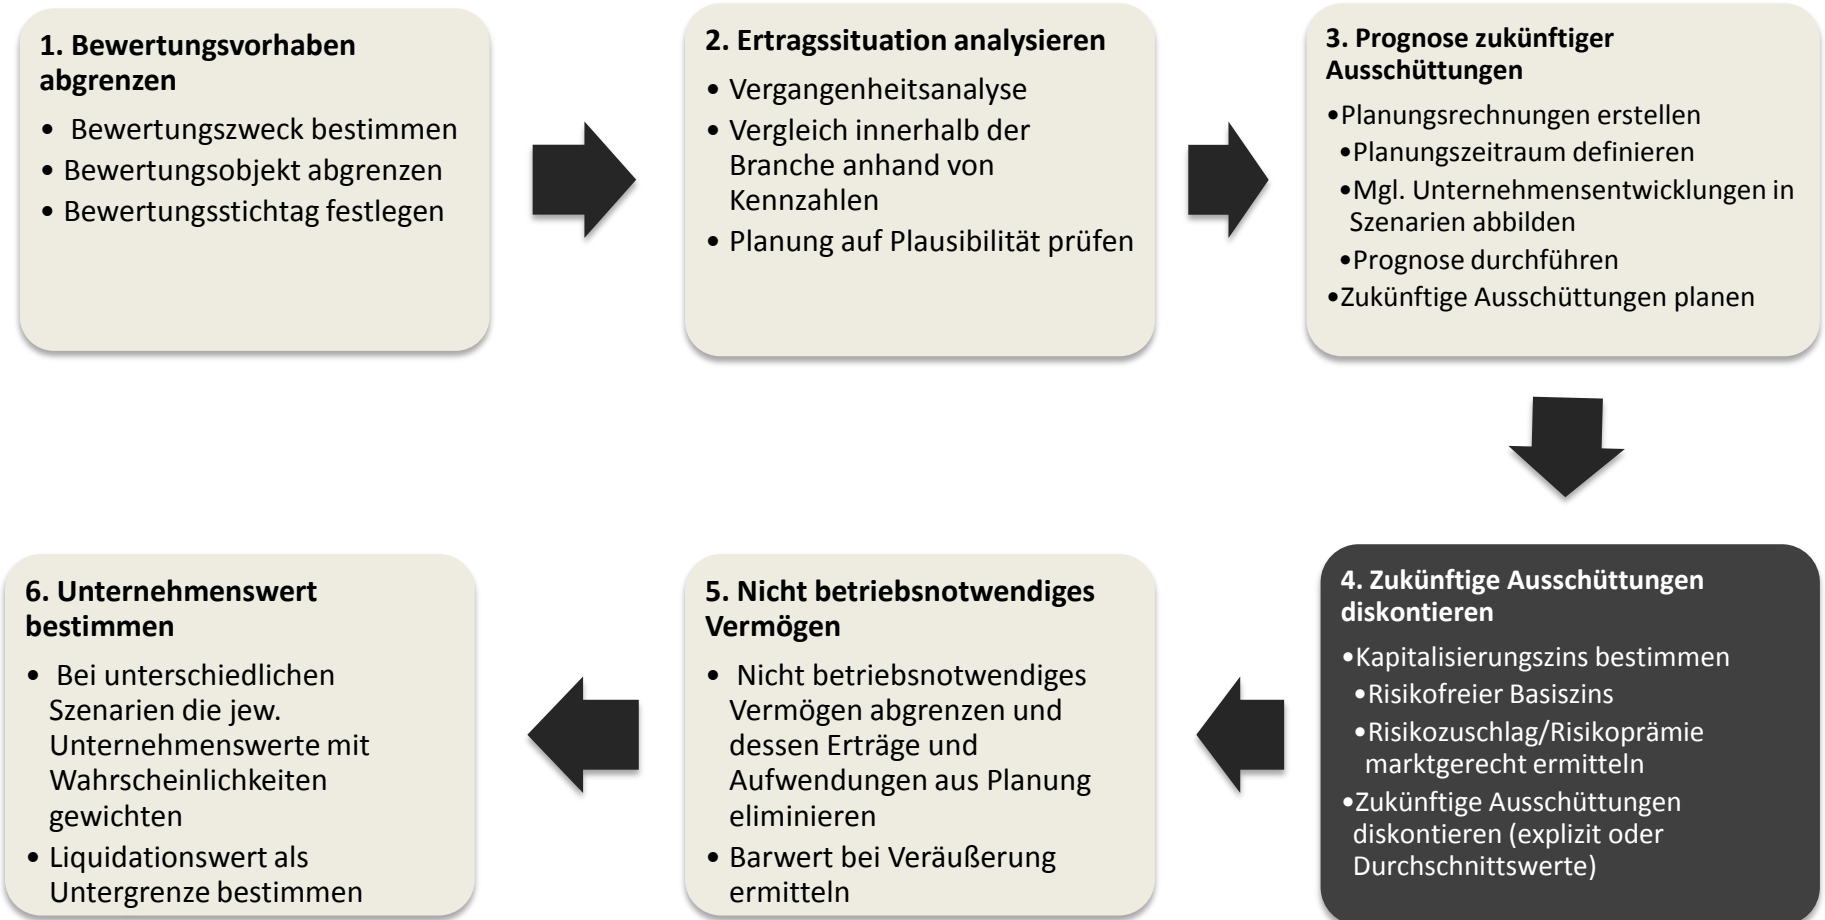 1. Bewertungsvorhaben
abgrenzen
• Bewertungszweck bestimmen
• Bewertungsobjekt abgrenzen
• Bewertungsstichtag festlegen
2. Ertragssituation analysieren
• Vergangenheitsanalyse
• Vergleich innerhalb der
Branche anhand von
Kennzahlen
• Planung auf Plausibilität prüfen
3. Prognose zukünftiger
Ausschüttungen
•Planungsrechnungen erstellen
•Planungszeitraum definieren
•Mgl. Unternehmensentwicklungen in
Szenarien abbilden
•Prognose durchführen
•Zukünftige Ausschüttungen planen
4. Zukünftige Ausschüttungen
diskontieren
•Kapitalisierungszins bestimmen
•Risikofreier Basiszins
•Risikozuschlag/Risikoprämie
marktgerecht ermitteln
•Zukünftige Ausschüttungen
diskontieren (explizit oder
Durchschnittswerte)
5. Nicht betriebsnotwendiges
Vermögen
• Nicht betriebsnotwendiges
Vermögen abgrenzen und
dessen Erträge und
Aufwendungen aus Planung
eliminieren
• Barwert bei Veräußerung
ermitteln
6. Unternehmenswert
bestimmen
• Bei unterschiedlichen
Szenarien die jew.
Unternehmenswerte mit
Wahrscheinlichkeiten
gewichten
• Liquidationswert als
Untergrenze bestimmen